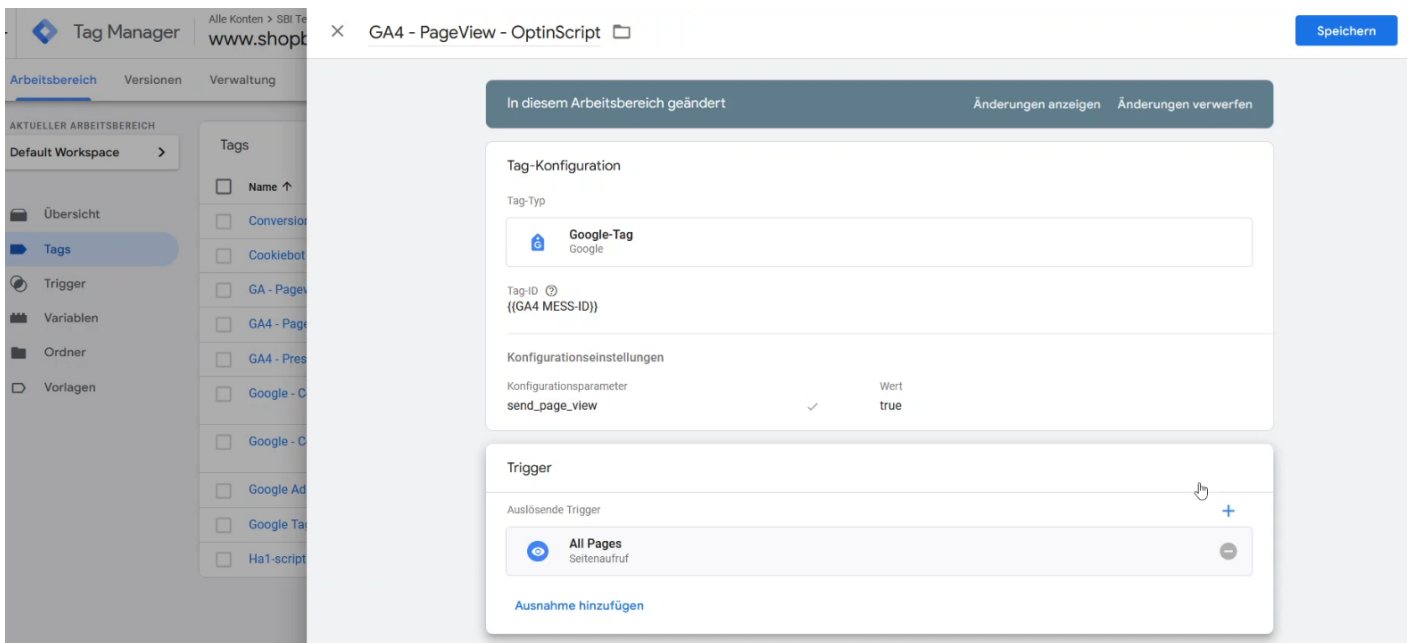 Tag Manager
Alle Konten > SBI Te
www.shopb
GA4 - PageView - OptinScript
Speichern
Arbeitsbereich Versionen Verwaltung
AKTUELLER ARBEITSBEREICH
Default Workspace
Übersicht
Tags
Trigger
Variablen
Ordner
Vorlagen
Tags
Name
Conversion
Cookiebot
GA - Pagev
GA4 - Page
GA4 - Pres
Google - C
Google - C
Google Ad
Google Ta
Ha1-script
In diesem Arbeitsbereich geändert Änderungen anzeigen Änderungen verwerfen
Tag-Konfiguration
Tag-Typ
Google-Tag
Google
Tag-ID
{{GA4 MESS-ID}}
Konfigurationseinstellungen
Konfigurationsparameter Wert
send_page_view true
Trigger
Auslösende Trigger
All Pages
Seitenaufruf
Ausnahme hinzufügen